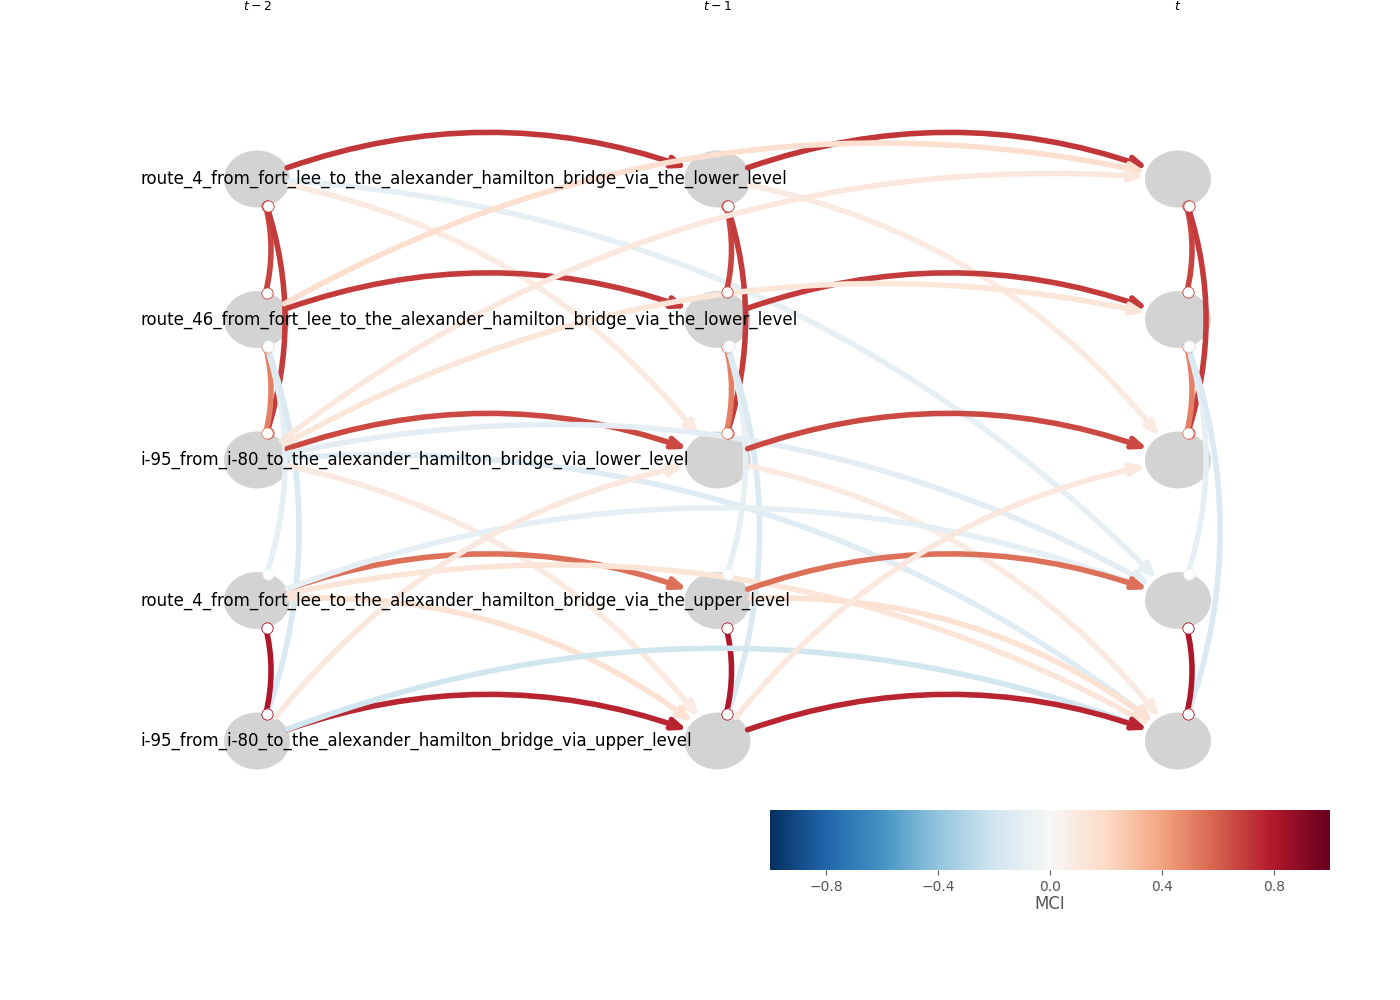 t − 2 t − 1 t
route_4_from_fort_lee_to_the_alexander_hamilton_bridge_via_the_lower_level
route_46_from_fort_lee_to_the_alexander_hamilton_bridge_via_the_lower_level
i-95_from_i-80_to_the_alexander_hamilton_bridge_via_lower_level
route_4_from_fort_lee_to_the_alexander_hamilton_bridge_via_the_upper_level
i-95_from_i-80_to_the_alexander_hamilton_bridge_via_upper_level
−0.8 −0.4 0.0 0.4 0.8
MCI